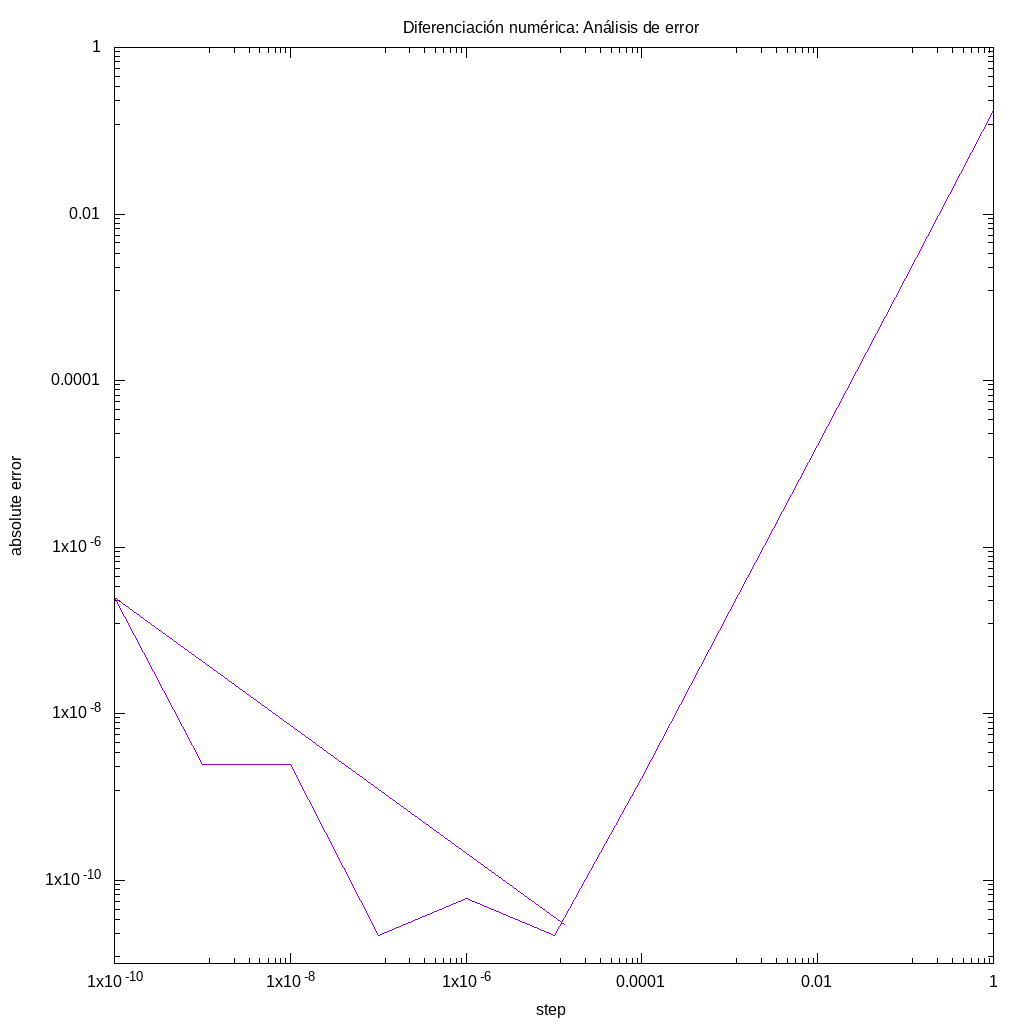 Diferenciación numérica: Análisis de error
1
0.01
0.0001
1x10^-6
1x10^-8
1x10^-10
absolute error
1x10^-10
1x10^-8
1x10^-6
0.0001
0.01
1
step